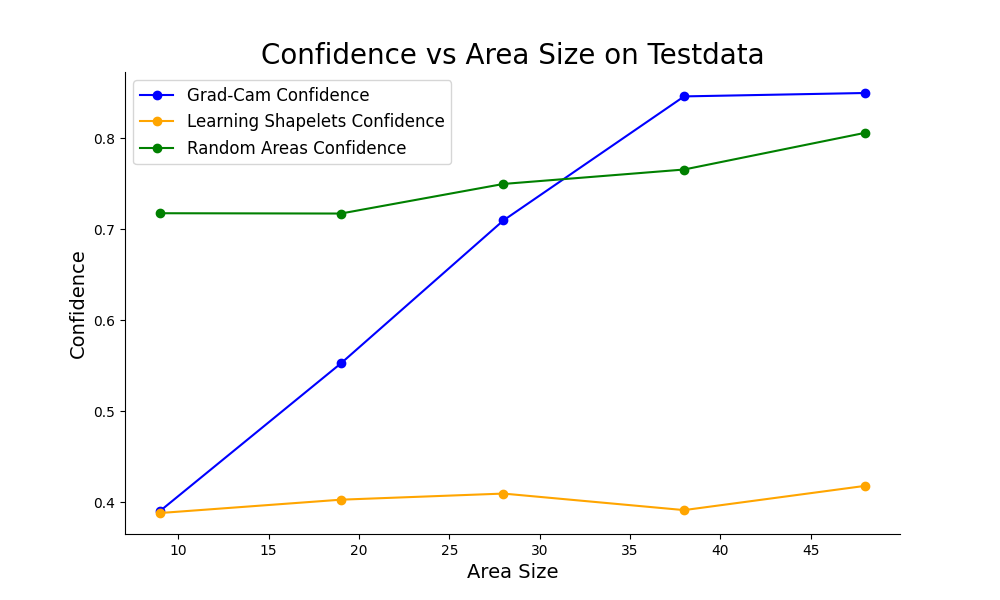 Confidence vs Area Size on Testdata
Grad-Cam Confidence
Learning Shapelets Confidence
Random Areas Confidence
0.8
0.7
0.6
0.5
0.4
Confidence
10 15 20 25 30 35 40 45
Area Size